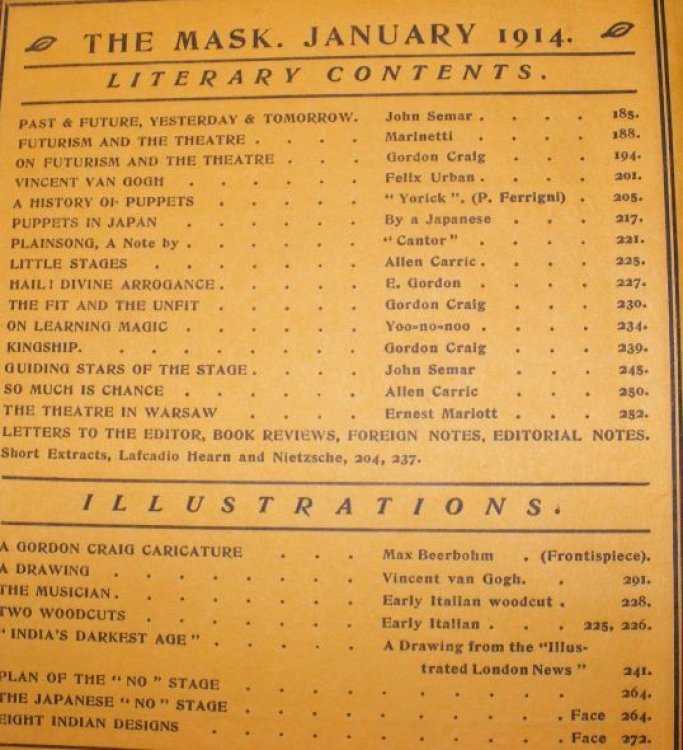 THE MASK. JANUARY 1914.
LITERARY CONTENTS.
PAST & FUTURE, YESTERDAY & TOMORROW. John Semar . . . . 185.
FUTURISM AND THE THEATRE . . . . Marinetti . . . . 188.
ON FUTURISM AND THE THEATRE . . . Gordon Craig . . . 194.
VINCENT VAN GOGH . . . . . . Felix Urban . . . . 201.
A HISTORY OF PUPPETS . . . . . "Yorick". (P. Ferrigni) . 205.
PUPPETS IN JAPAN . . . . . . By a Japanese . . . 217.
PLAINSONG, A Note by . . . . . . "Cantor" . . . . 221.
LITTLE STAGES . . . . . . Allen Carric . . . . 225.
HAIL! DIVINE ARROGANCE . . . . . E. Gordon . . . . 227.
THE FIT AND THE UNFIT . . . . . Gordon Craig . . . 230.
ON LEARNING MAGIC . . . . . . Yoo-no-noo . . . . 234.
KINGSHIP. . . . . . . . Gordon Craig . . . 239.
GUIDING STARS OF THE STAGE . . . . John Semar . . . 245.
SO MUCH IS CHANCE . . . . . . Allen Carric . . . 250.
THE THEATRE IN WARSAW . . . . Ernest Mariott . . . 252.
LETTERS TO THE EDITOR, BOOK REVIEWS, FOREIGN NOTES, EDITORIAL NOTES.
Short Extracts, Lafcadio Hearn and Nietzsche, 204, 237.
ILLUSTRATIONS.
A GORDON CRAIG CARICATURE . . . Max Beerbohm . (Frontispiece).
A DRAWING . . . . . . . Vincent van Gogh. . 291.
THE MUSICIAN . . . . . . . Early Italian woodcut . 228.
TWO WOODCUTS . . . . . . Early Italian . . . 225, 226.
"INDIA'S DARKEST AGE" . . . . . A Drawing from the "Illus-
trated London News" 241.
PLAN OF THE "NO" STAGE . . . . . . . . . . 264.
THE JAPANESE "NO" STAGE . . . . . . . . . . Face 264.
EIGHT INDIAN DESIGNS . . . . . . . . . . . Face 272.